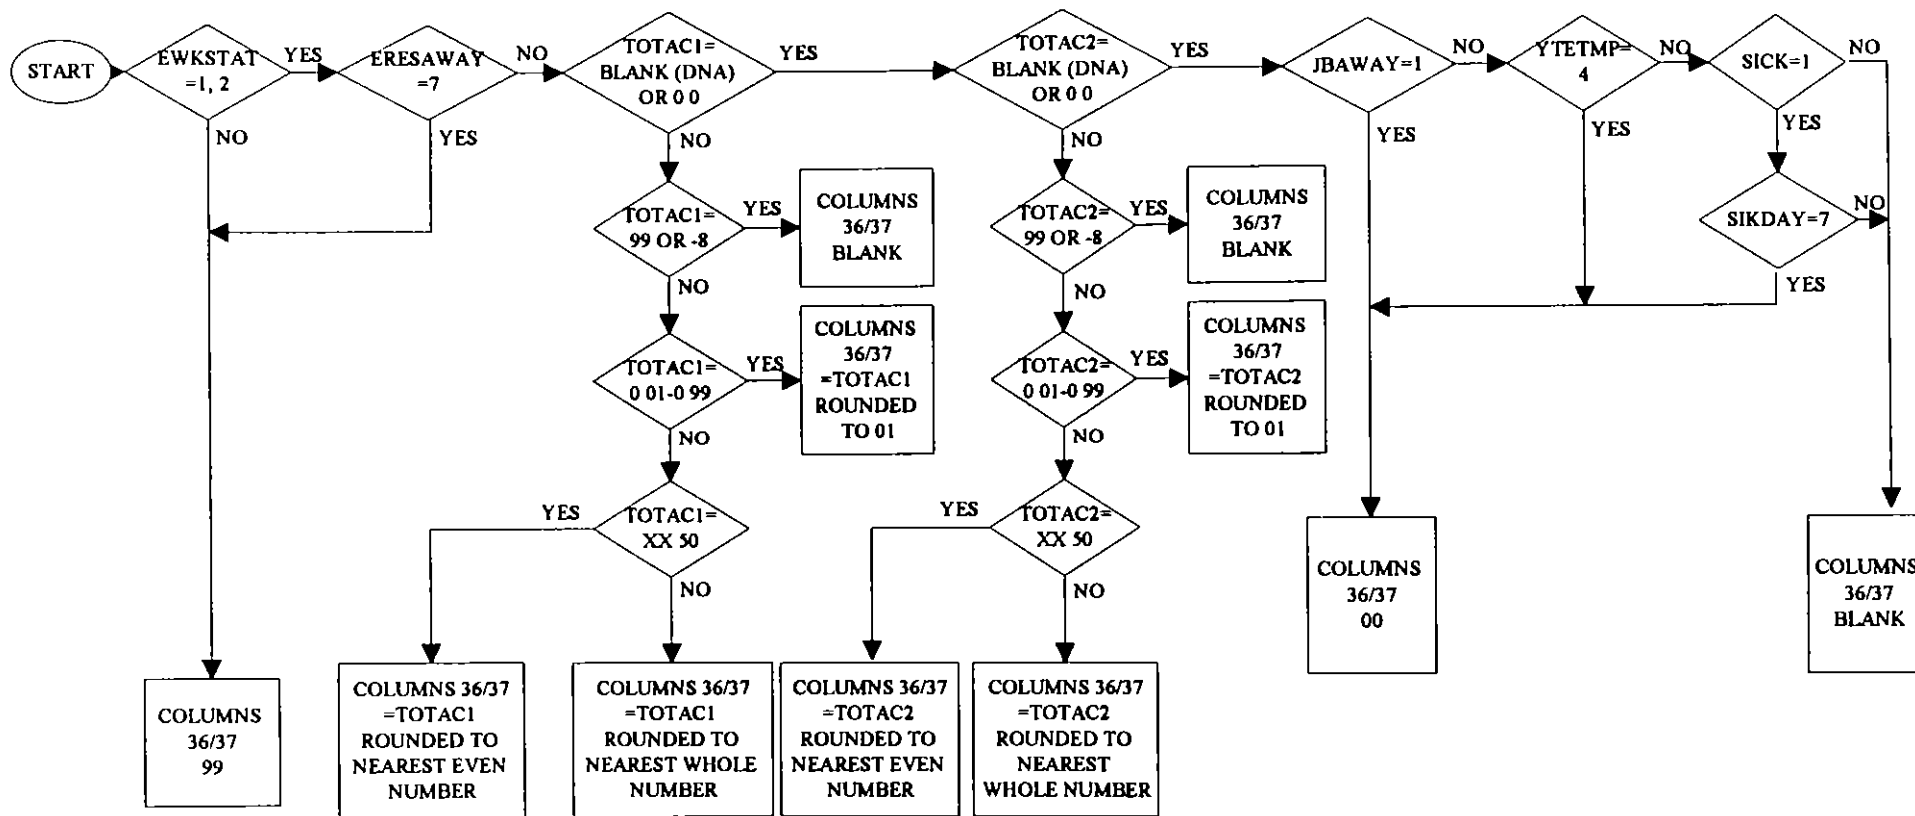 START
EWKSTAT
=1, 2
YES
NO
ERESAWAY
=7
NO
YES
TOTAC1=
BLANK (DNA)
OR 0 0
YES
NO
TOTAC2=
BLANK (DNA)
OR 0 0
YES
NO
JBAWAY=1
NO
YES
YTETMP=
4
NO
YES
SICK=1
NO
YES
SIKDAY=7
NO
YES
TOTAC1=
99 OR -8
YES
NO
COLUMNS
36/37
BLANK
TOTAC2=
99 OR -8
YES
NO
COLUMNS
36/37
BLANK
TOTAC1=
0 01-0 99
YES
NO
COLUMNS
36/37
=TOTAC1
ROUNDED
TO 01
TOTAC2=
0 01-0 99
YES
NO
COLUMNS
36/37
=TOTAC2
ROUNDED
TO 01
TOTAC1=
XX 50
YES
NO
TOTAC2=
XX 50
YES
NO
COLUMNS
36/37
00
COLUMNS
36/37
BLANK
COLUMNS
36/37
99
COLUMNS 36/37
=TOTAC1
ROUNDED TO
NEAREST EVEN
NUMBER
COLUMNS 36/37
=TOTAC1
ROUNDED TO
NEAREST WHOLE
NUMBER
COLUMNS 36/37
=TOTAC2
ROUNDED TO
NEAREST EVEN
NUMBER
COLUMNS 36/37
=TOTAC2
ROUNDED TO
NEAREST
WHOLE NUMBER